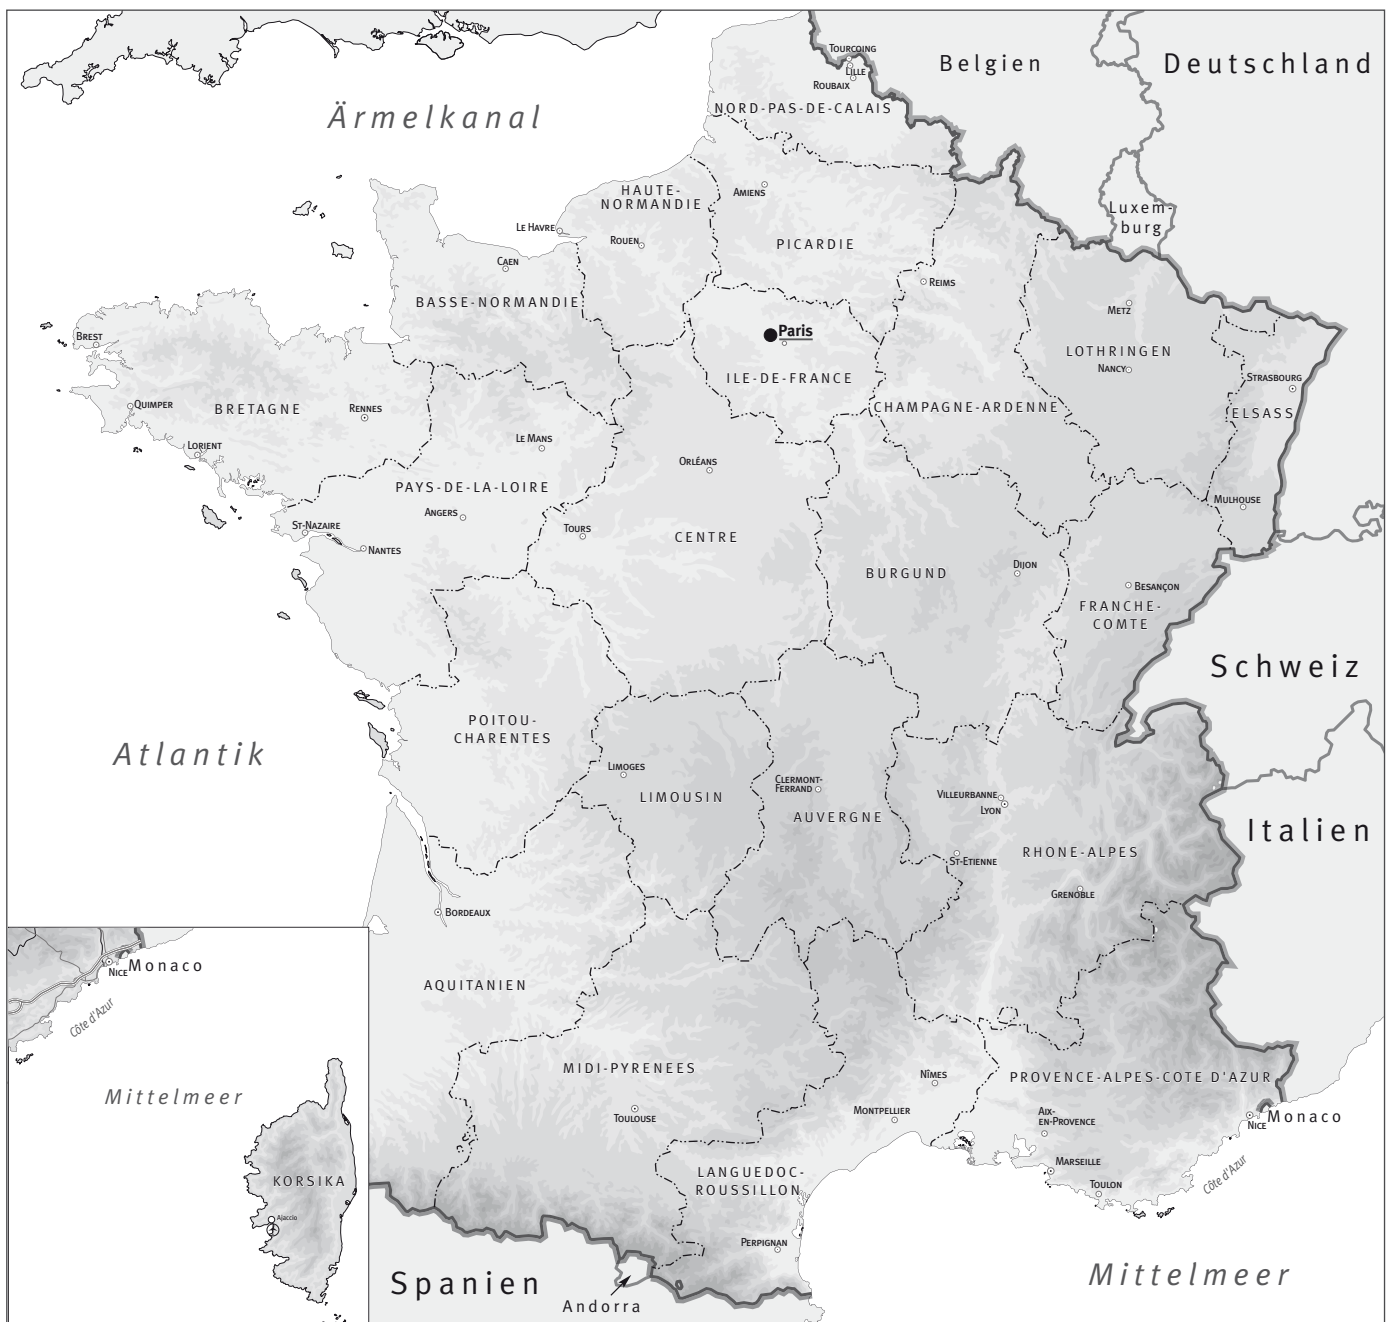 TOURCOING
LILLE
ROUBAIX
Belgien
Deutschland
Ärmelkanal
NORD-PAS-DE-CALAIS
HAUTE-
NORMANDIE
AMIENS
Luxem-
burg
LE HAVRE
ROUEN
PICARDIE
CAEN
REIMS
BASSE-NORMANDIE
METZ
BREST
Paris
LOTHRINGEN
NANCY
ILE-DE-FRANCE
STRASBOURG
QUIMPER
BRETAGNE
RENNES
CHAMPAGNE-ARDENNE
ELSASS
LORIENT
LE MANS
ORLÉANS
PAYS-DE-LA-LOIRE
MULHOUSE
ANGERS
ST-NAZAIRE
TOURS
CENTRE
NANTES
BURGUND
DIJON
BESANÇON
FRANCHE-
COMTE
Schweiz
POITOU-
CHARENTES
Atlantik
LIMOGES
CLERMONT-
FERRAND
VILLEURBANNE
LIMOUSIN
LYON
AUVERGNE
Italien
RHONE-ALPES
ST-ETIENNE
GRENOBLE
BORDEAUX
NICE
Monaco
AQUITANIEN
Côte d'Azur
MIDI-PYRENEES
NÎMES
PROVENCE-ALPES-COTE D'AZUR
Mittelmeer
TOULOUSE
MONTPELLIER
AIX-
EN-PROVENCE
NICE
Monaco
MARSEILLE
Côte d'Azur
KORSIKA
LANGUEDOC-
ROUSSILLON
TOULON
Ajaccio
PERPIGNAN
Spanien
Mittelmeer
Andorra